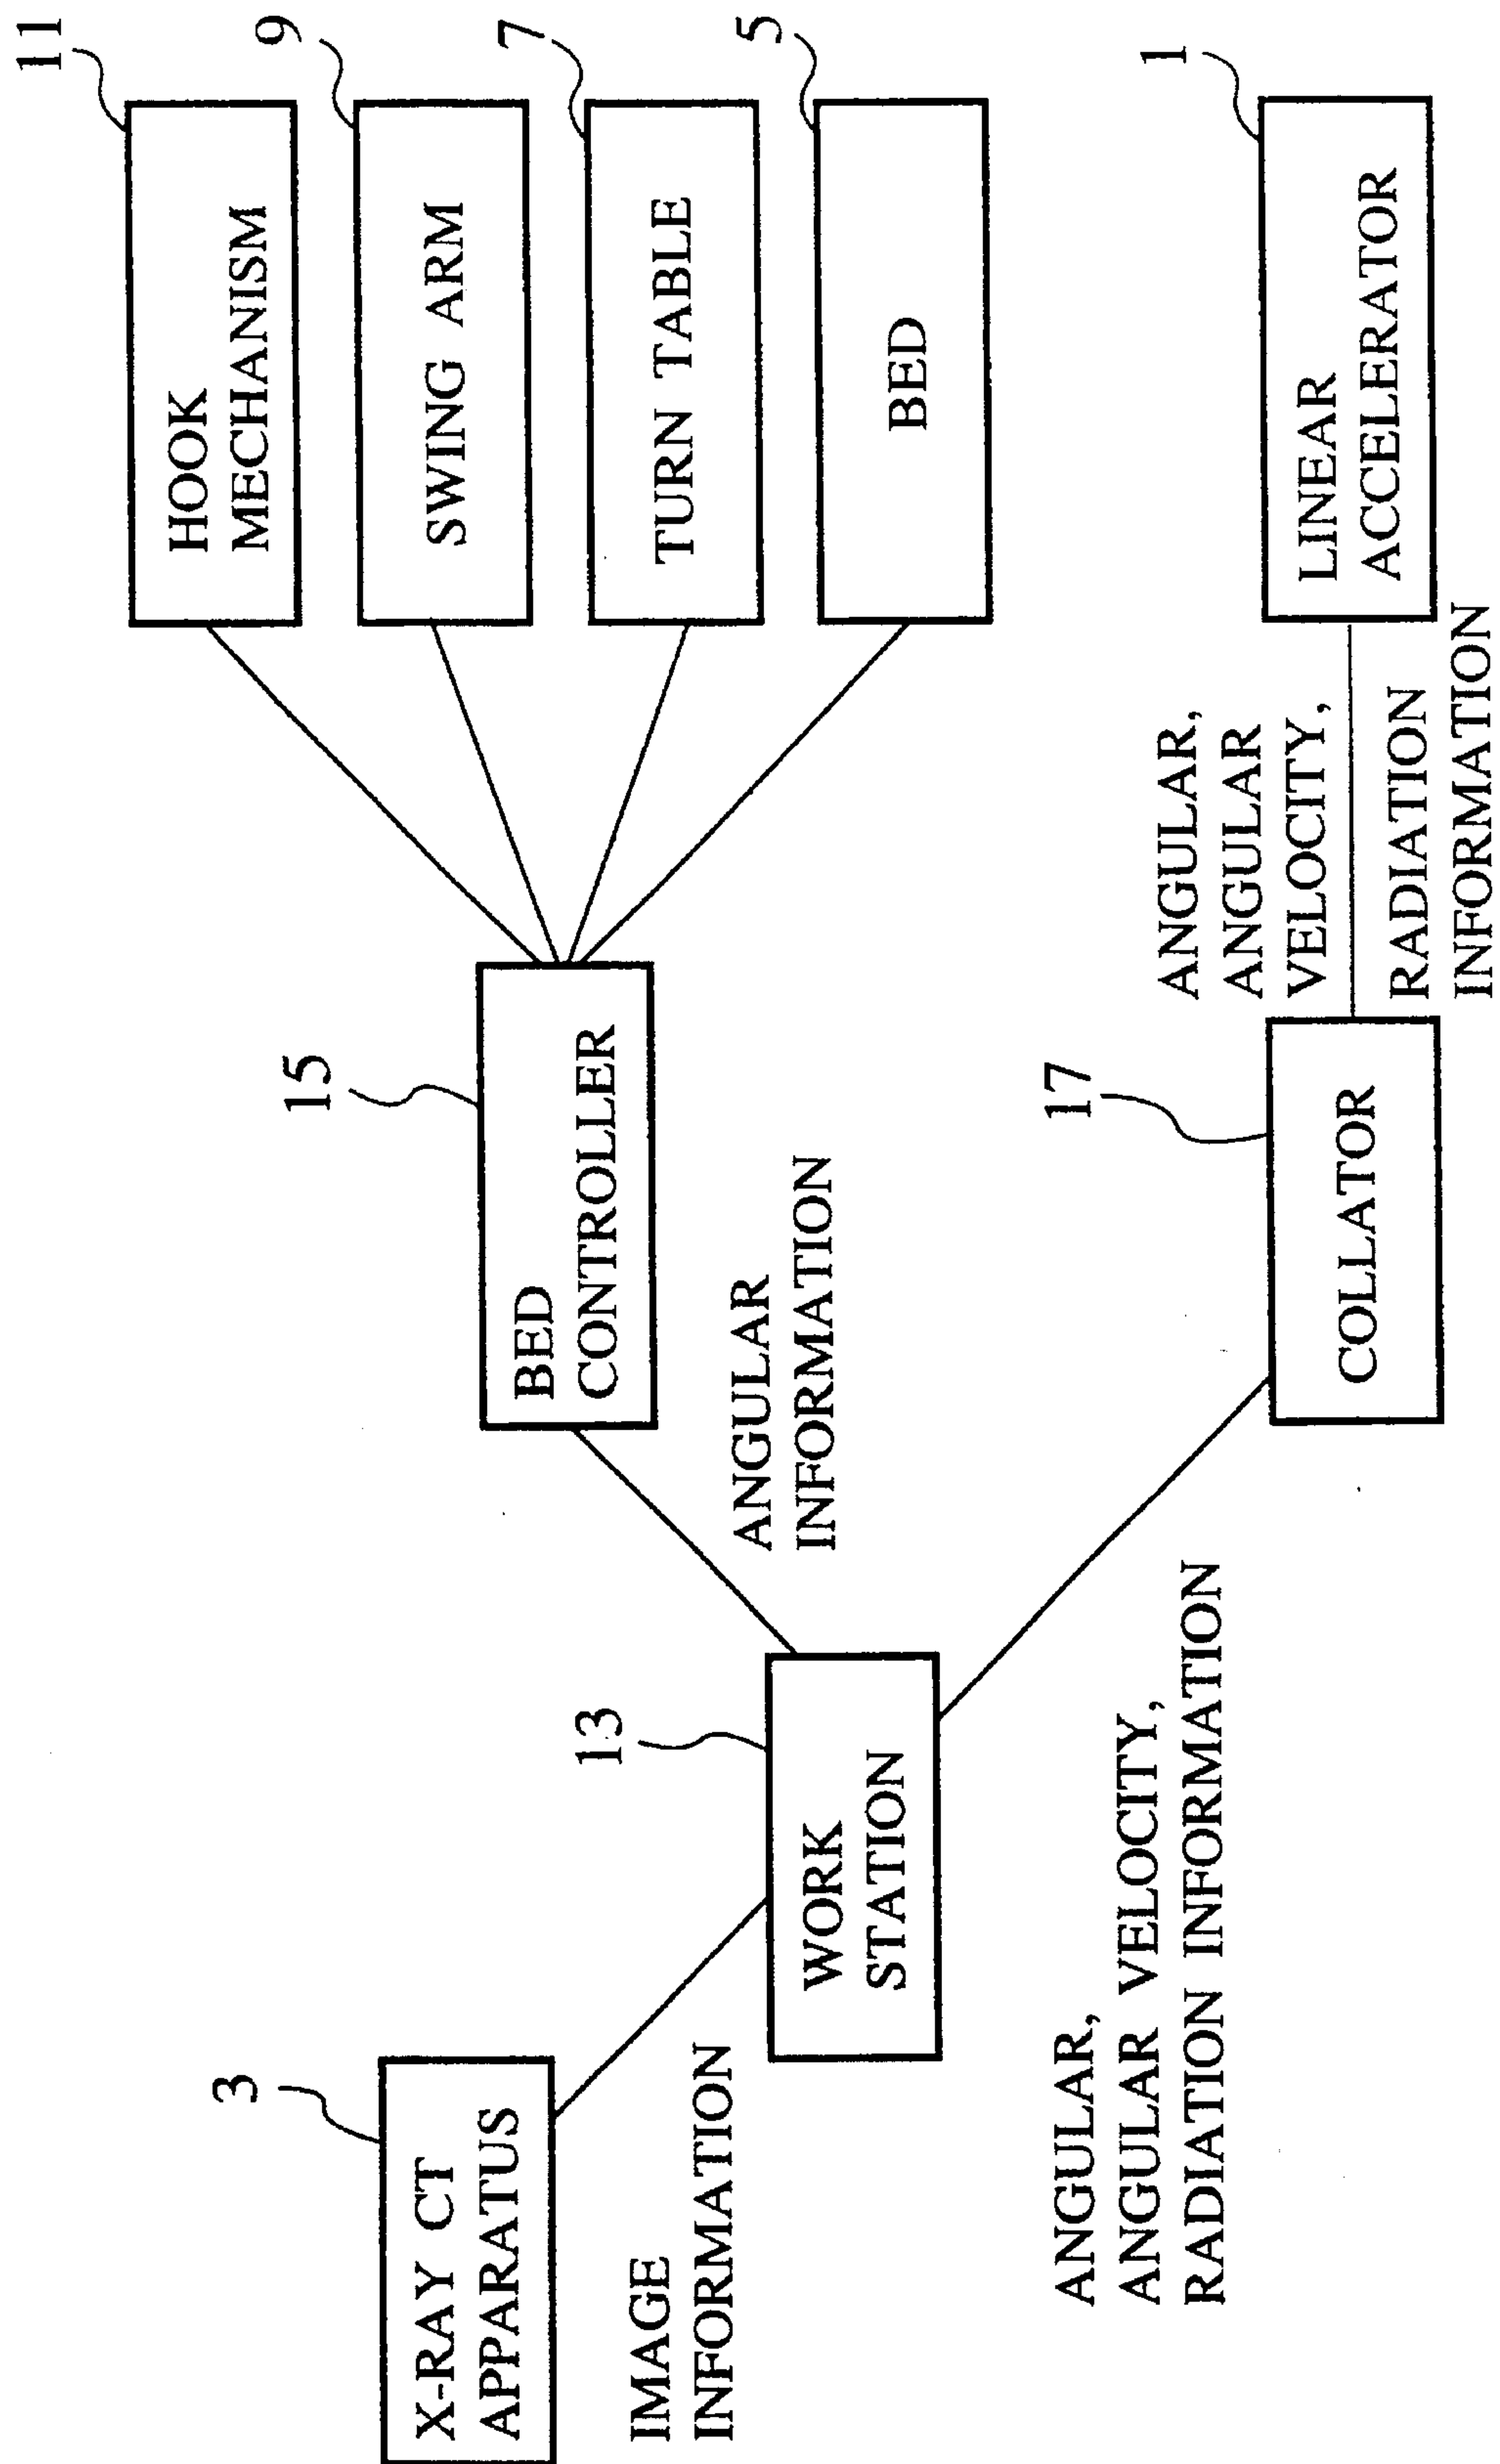 3
X-RAY CT
APPARATUS
IMAGE
INFORMATION
13
WORK
STATION
ANGULAR
INFORMATION
15
BED
CONTROLLER
11
HOOK
MECHANISM
9
SWING ARM
7
TURN TABLE
5
BED
ANGULAR,
ANGULAR VELOCITY,
RADIATION INFORMATION
17
COLLATOR
ANGULAR,
ANGULAR
VELOCITY,
RADIATION
INFORMATION
1
LINEAR
ACCELERATOR